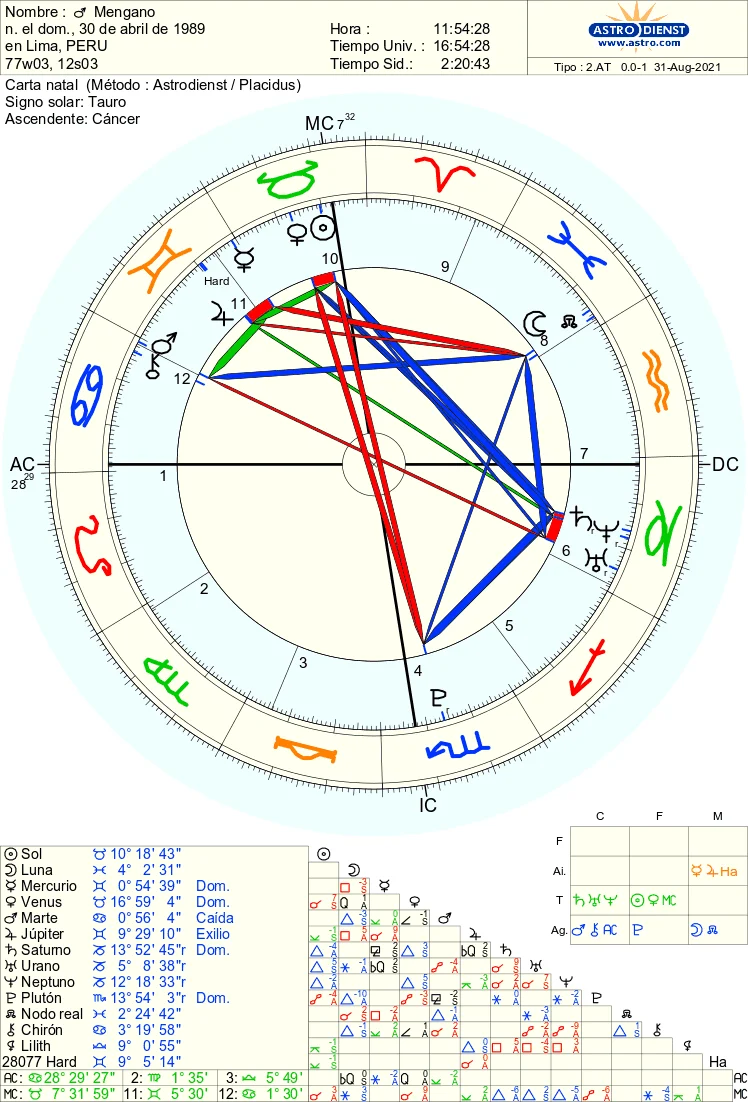 Nombre : ♂ Mengano
n. el dom., 30 de abril de 1989
en Lima, PERU
77w03, 12s03
Hora : 11:54:28
Tiempo Univ. : 16:54:28
Tiempo Sid.: 2:20:43
ASTRO DIENST
www.astro.com
Tipo : 2.AT 0.0-1 31-Aug-2021
Carta natal (Método : Astrodienst / Placidus)
Signo solar: Tauro
Ascendente: Cáncer
MC 7 32
10
9
Hard
11
8
12
AC
28 29
1
7
DC
r
r
6
r
2
5
3
4
r
IC
C F M
F
Ai. ☿ ♃ Ha
T ♄ ♅ ♆ ☉ ♀ MC
Ag. ♂ ⚷ AC ♇ ☽ ☊
☉ Sol ♉ 10° 18' 43"
☽ Luna ♓ 4° 2' 31"
☿ Mercurio ♊ 0° 54' 39" Dom.
♀ Venus ♉ 16° 59' 4" Dom.
♂ Marte ♋ 0° 56' 4" Caída
♃ Júpiter ♊ 9° 29' 10" Exilio
♄ Saturno ♑ 13° 52' 45"r Dom.
♅ Urano ♑ 5° 8' 38"r
♆ Neptuno ♑ 12° 18' 33"r
♇ Plutón ♏ 13° 54' 3"r Dom.
☊ Nodo real ♓ 2° 24' 42"
⚷ Chirón ♋ 3° 19' 58"
⚸ Lilith ♎ 9° 0' 55"
28077 Hard ♊ 9° 5' 14"
Ha
AC: ♋ 28° 29' 27" 2: ♍ 1° 35' 3: ♎ 5° 49'
AC
MC: ♉ 7° 31' 59" 11: ♊ 5° 30' 12: ♋ 1° 30'
MC